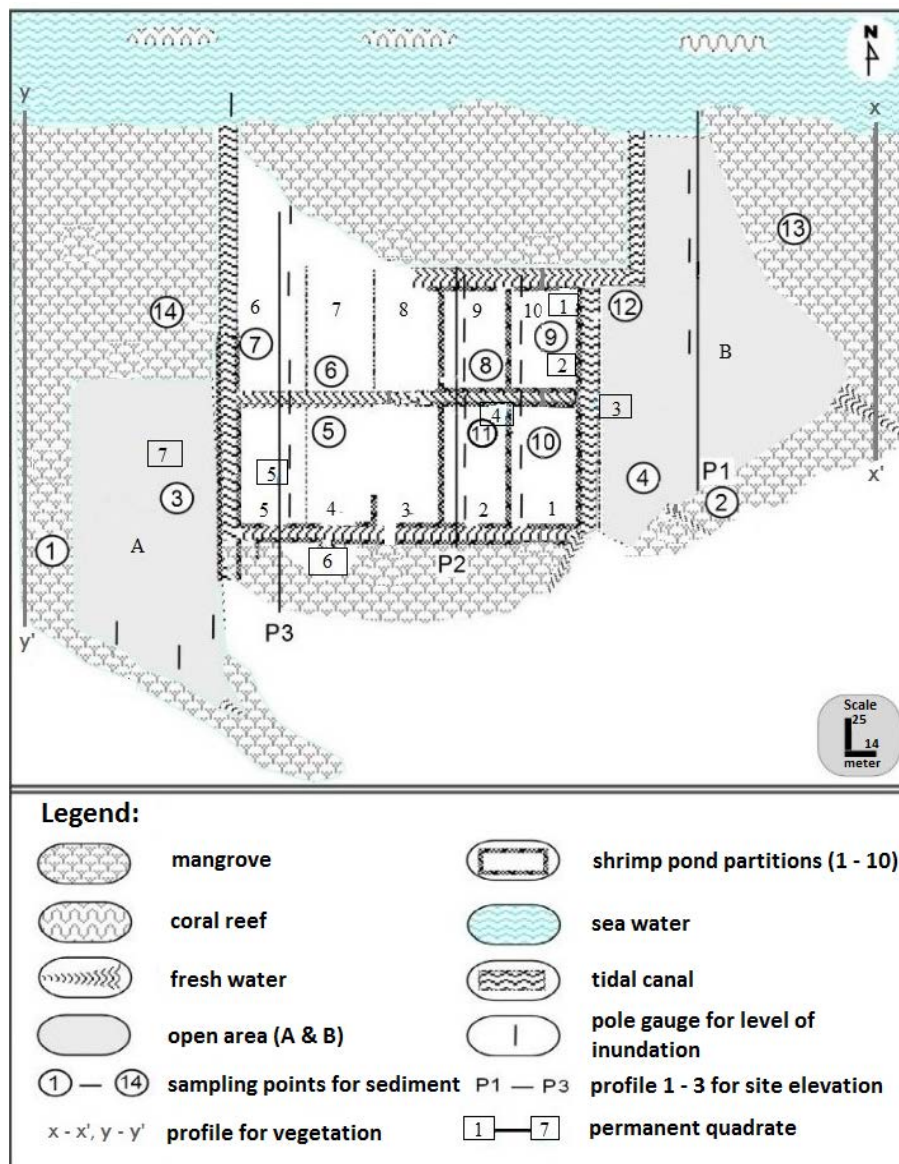 N
y
x
13
14
6
7
8
9
10
1
12
7
9
8
2
B
6
3
4
5
11
10
7
5
4
P1
3
2
x'
A
5
4
3
2
1
1
6
P2
P3
y'
Scale
25
14
meter
Legend:
mangrove
shrimp pond partitions (1 - 10)
coral reef
sea water
fresh water
tidal canal
open area (A & B)
pole gauge for level of
inundation
1 — 14 sampling points for sediment
P1 — P3 profile 1 - 3 for site elevation
x - x', y - y' profile for vegetation
1 — 7 permanent quadrate